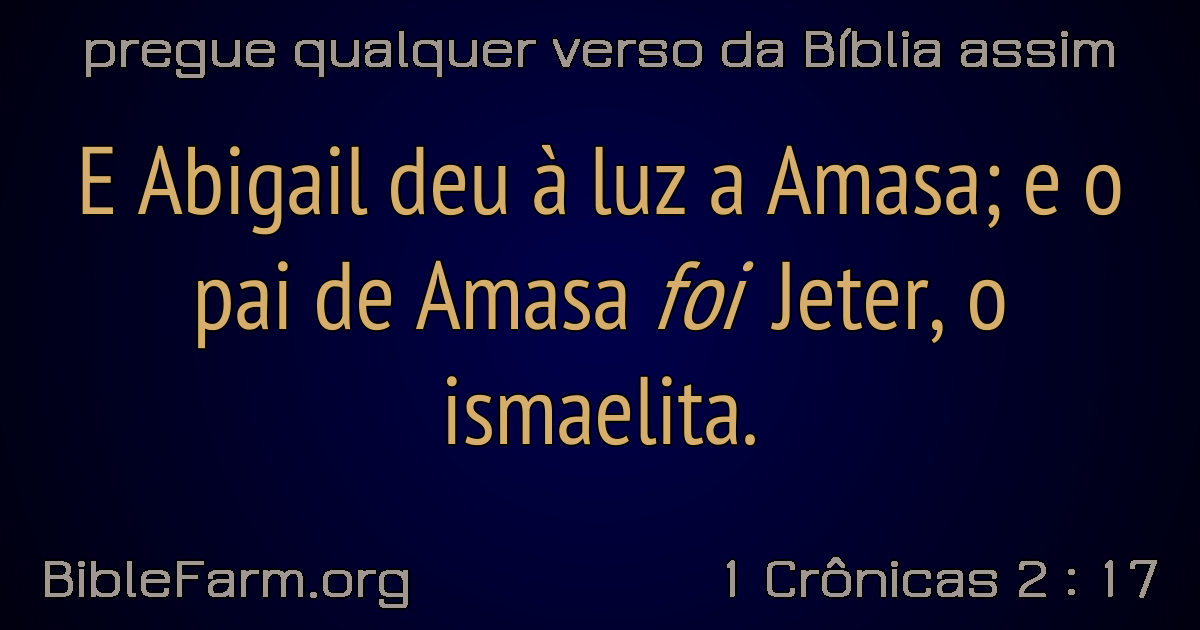 pregue qualquer verso da Bíblia assim
E Abigail deu à luz a Amasa; e o
pai de Amasa foi Jeter, o
ismaelita.
BibleFarm.org
1 Crônicas 2 : 17